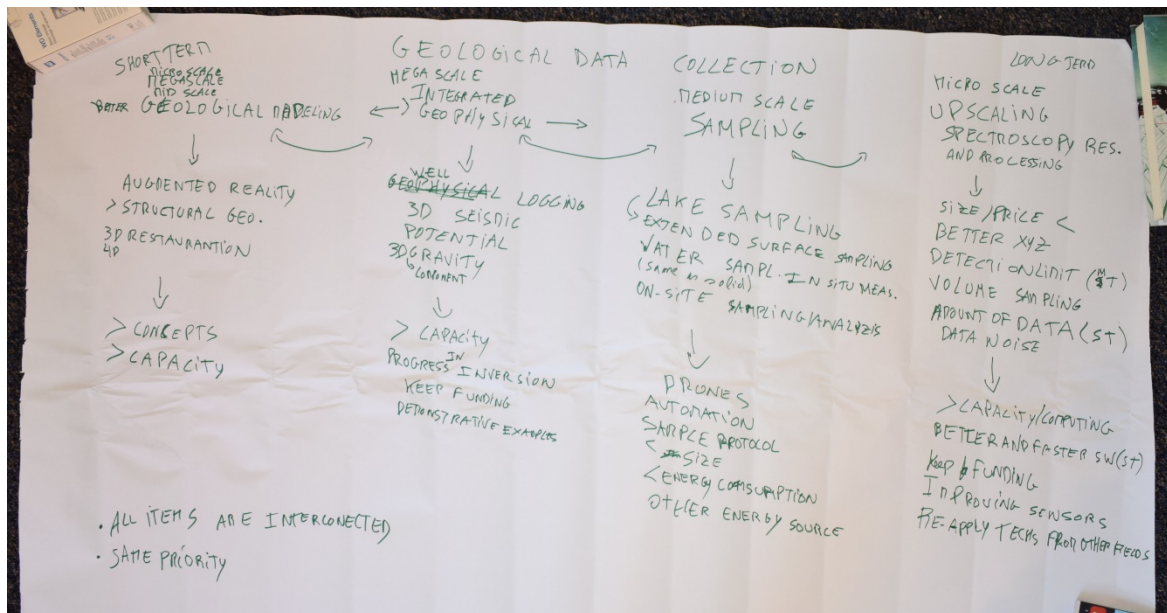 GEOLOGICAL DATA COLLECTION
SHORT TERM
MICRO SCALE
MEGASCALE
MID SCALE
BETTER GEOLOGICAL MODELING
AUGMENTED REALITY
> STRUCTURAL GEO.
3D RESTAURANTION
4D
> CONCEPTS
> CAPACITY
MEGA SCALE
INTEGRATED
GEOPHYSICAL
WELL
GEOPHYSICAL LOGGING
3D SEISMIC
POTENTIAL
3D GRAVITY
COMPONENT
> CAPACITY
IN
PROGRESS INVERSION
KEEP FUNDING
DEMONSTRATIVE EXAMPLES
MEDIUM SCALE
SAMPLING
LAKE SAMPLING
EXTENDED SURFACE SAMPLING
WATER SAMPL. IN SITU MEAS.
(same as solid)
ON-SITE SAMPLING/ANALYZIS
DRONES
AUTOMATION
SAMPLE PROTOCOL
< SIZE
< ENERGY CONSUMPTION
OTHER ENERGY SOURCE
LONG TERM
MICRO SCALE
UPSCALING
SPECTROSCOPY RES.
AND PROCESSING
SIZE/PRICE <
BETTER XYZ
DETECTION LIMIT (MT)
VOLUME SAMPLING
AMOUNT OF DATA (ST)
DATA NOISE
> CAPACITY/COMPUTING
BETTER AND FASTER SW (ST)
KEEP FUNDING
IMPROVING SENSORS
RE-APPLY TECHS FROM OTHER FIELDS
• ALL ITEMS ARE INTERCONECTED
• SAME PRIORITY